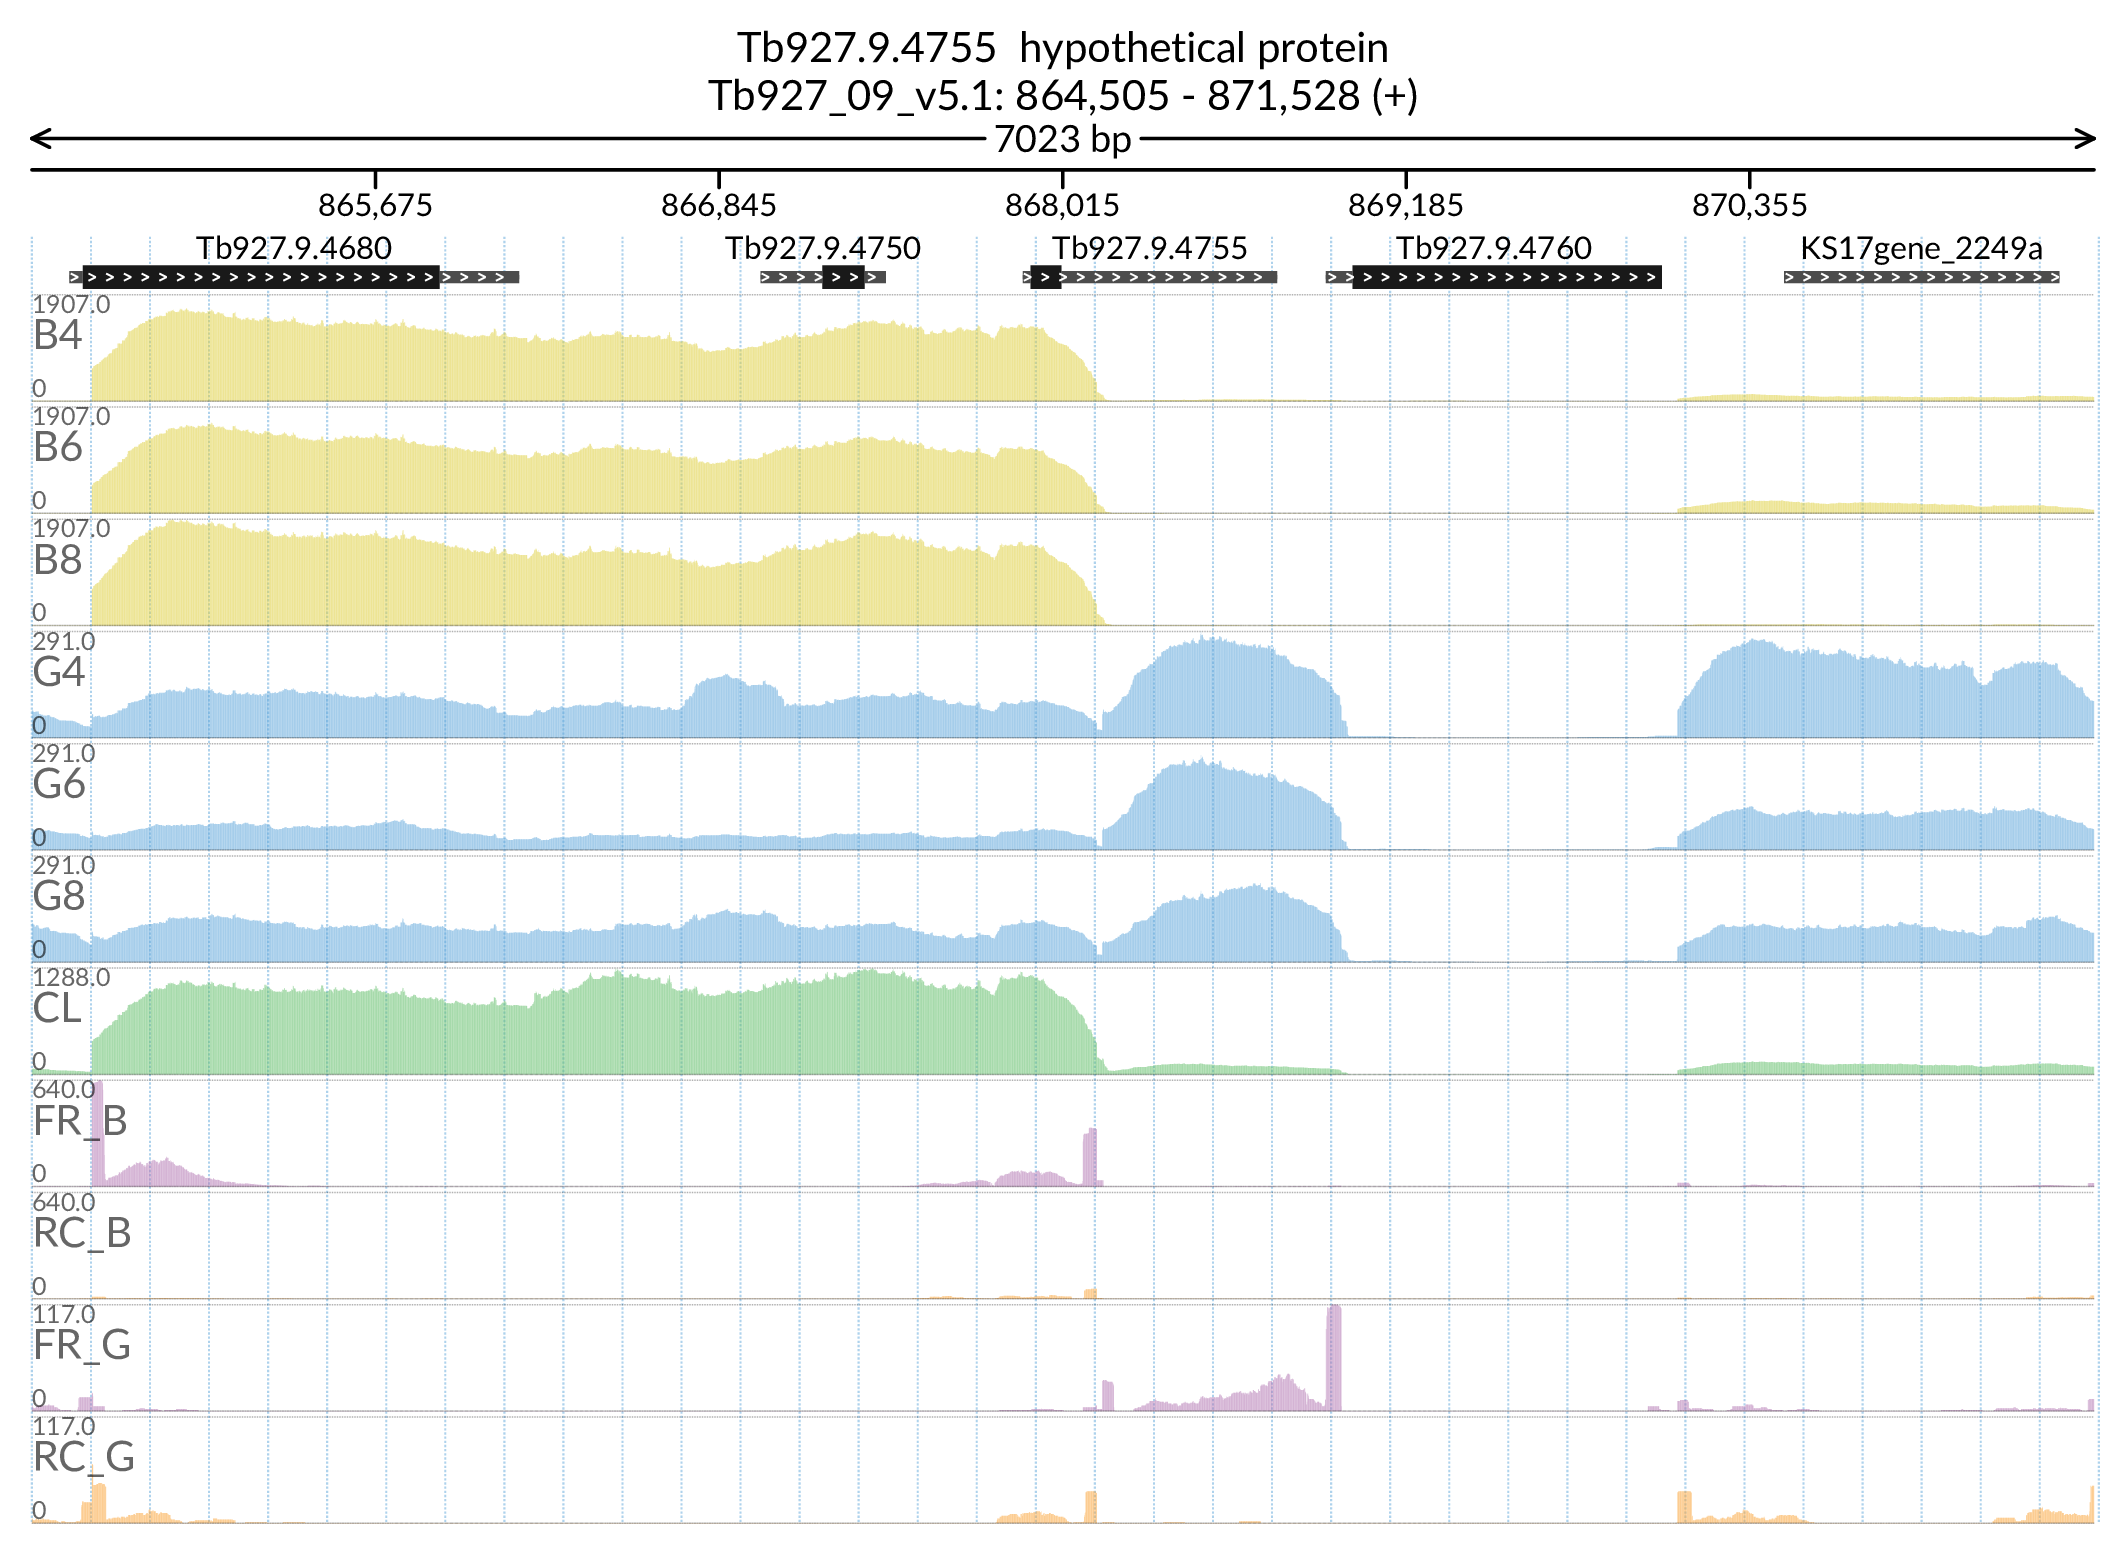 Tb927.9.4755  hypothetical protein
Tb927_09_v5.1: 864,505 - 871,528 (+)
7023 bp
865,675 866,845 868,015 869,185 870,355
Tb927.9.4680 Tb927.9.4750 Tb927.9.4755 Tb927.9.4760 KS17gene_2249a
1907.0
B4
0
1907.0
B6
0
1907.0
B8
0
291.0
G4
0
291.0
G6
0
291.0
G8
0
1288.0
CL
0
640.0
FR_B
0
640.0
RC_B
0
117.0
FR_G
0
117.0
RC_G
0